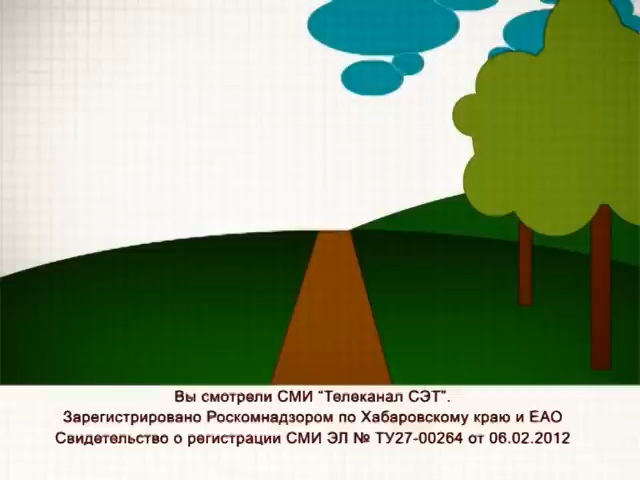 Вы смотрели СМИ "Телеканал СЭТ".
Зарегистрировано Роскомнадзором по Хабаровскому краю и ЕАО
Свидетельство о регистрации СМИ ЭЛ № ТУ27-00264 от 06.02.2012